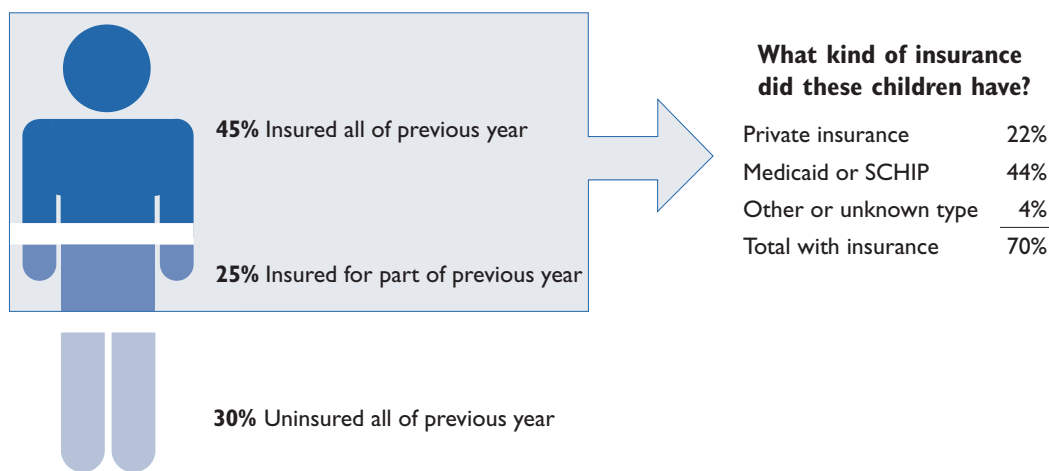 45% Insured all of previous year
25% Insured for part of previous year
30% Uninsured all of previous year
What kind of insurance
did these children have?
Private insurance 22%
Medicaid or SCHIP 44%
Other or unknown type 4%
Total with insurance 70%